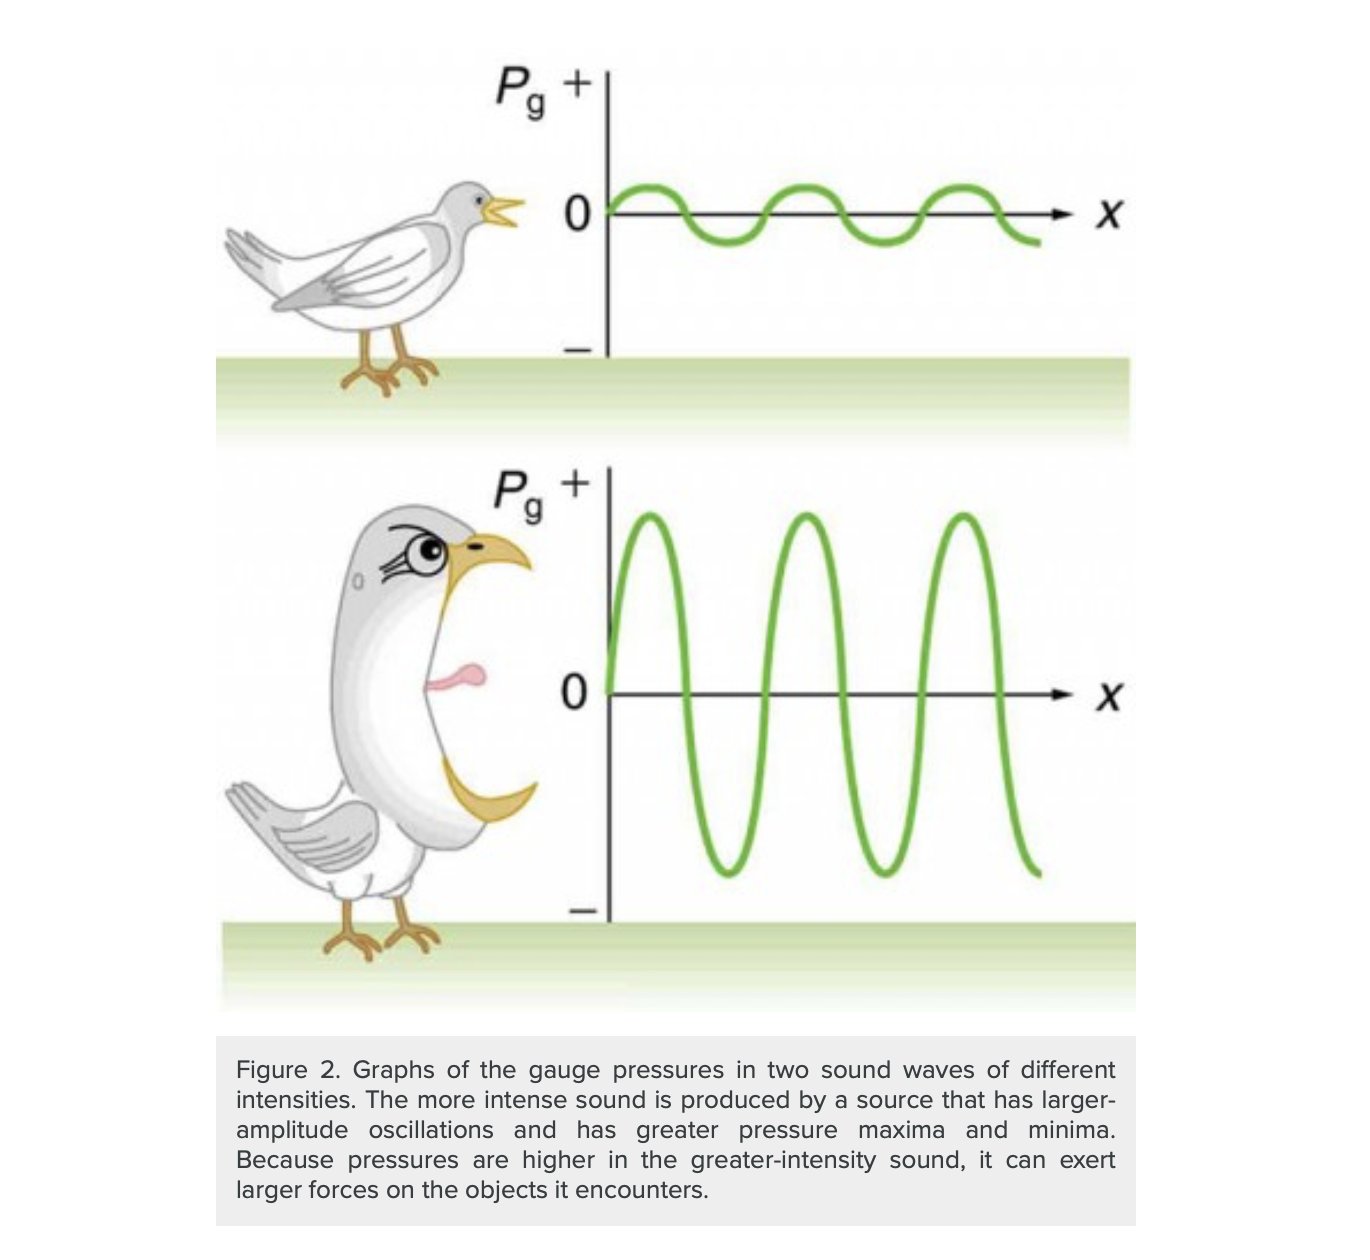 Pg +
0
x
–
Pg +
0
x
–
Figure 2. Graphs of the gauge pressures in two sound waves of different
intensities. The more intense sound is produced by a source that has larger-
amplitude oscillations and has greater pressure maxima and minima.
Because pressures are higher in the greater-intensity sound, it can exert
larger forces on the objects it encounters.